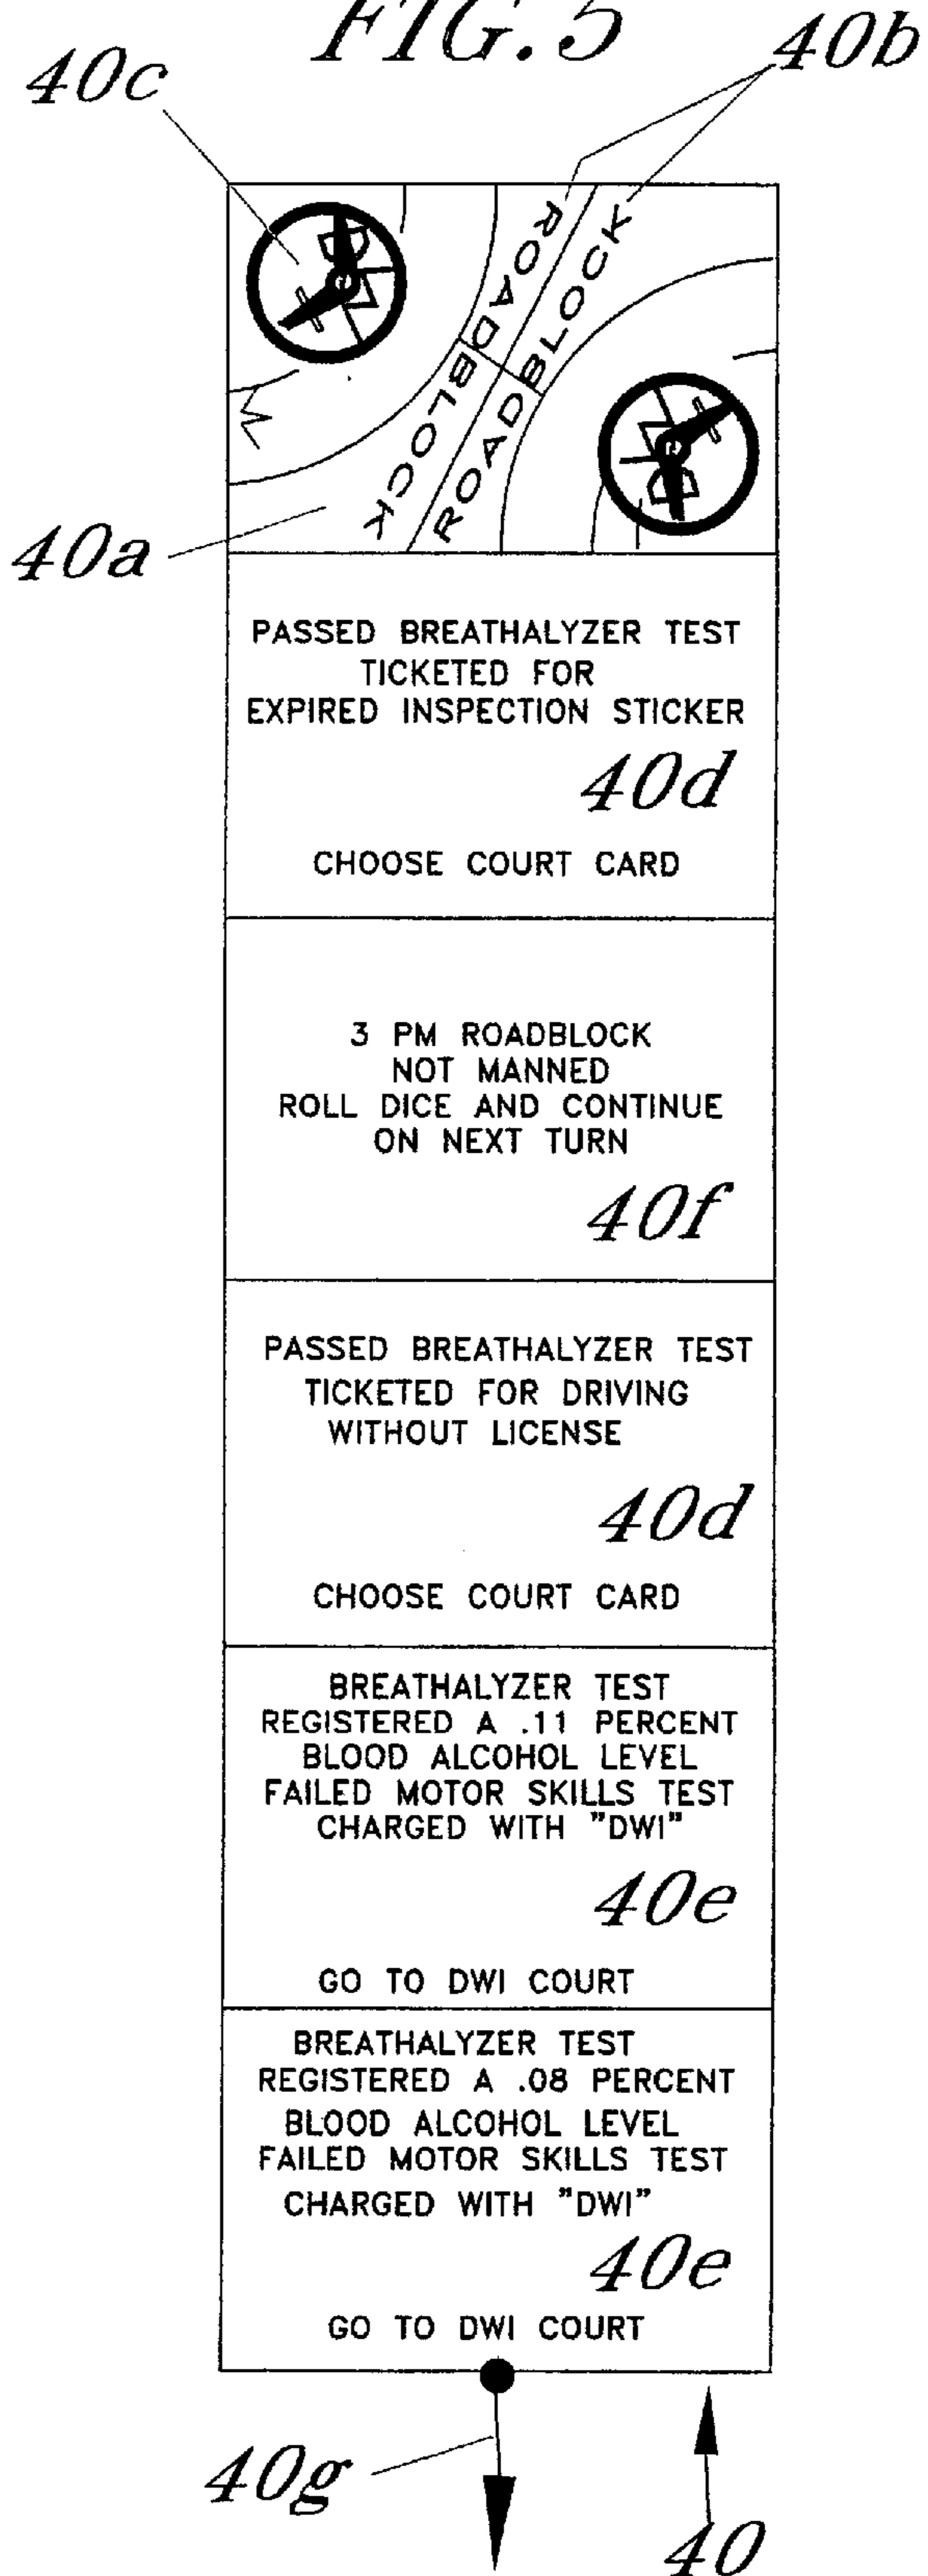 FIG. 5
40c
40b
ROADBLOCK
ROADBLOCK
40a
PASSED BREATHALYZER TEST
TICKETED FOR
EXPIRED INSPECTION STICKER
40d
CHOOSE COURT CARD
3 PM ROADBLOCK
NOT MANNED
ROLL DICE AND CONTINUE
ON NEXT TURN
40f
PASSED BREATHALYZER TEST
TICKETED FOR DRIVING
WITHOUT LICENSE
40d
CHOOSE COURT CARD
BREATHALYZER TEST
REGISTERED A .11 PERCENT
BLOOD ALCOHOL LEVEL
FAILED MOTOR SKILLS TEST
CHARGED WITH "DWI"
40e
GO TO DWI COURT
BREATHALYZER TEST
REGISTERED A .08 PERCENT
BLOOD ALCOHOL LEVEL
FAILED MOTOR SKILLS TEST
CHARGED WITH "DWI"
40e
GO TO DWI COURT
40g
40